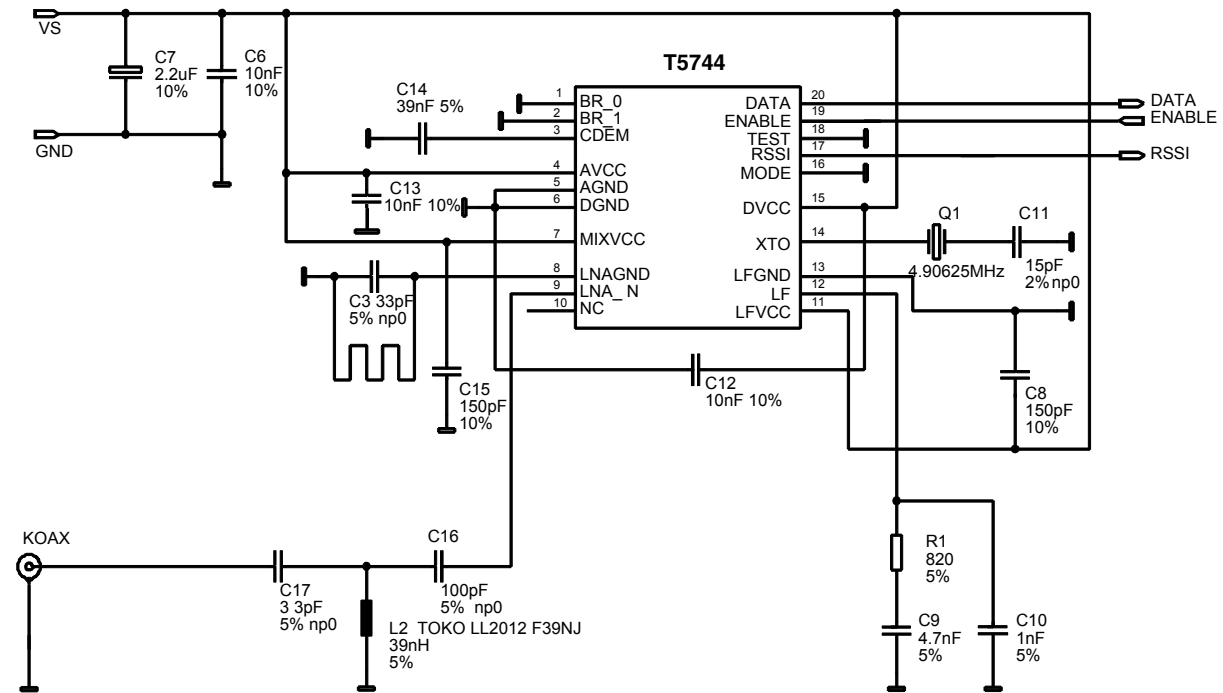 VS
C7
2.2uF
10%
C6
10nF
10%
GND
T5744
C14
39nF 5%
1
BR_0
2
BR_1
3
CDEM
4
AVCC
5
AGND
6
DGND
7
MIXVCC
8
LNAGND
9
LNA_ N
10
NC
20
DATA
19
ENABLE
18
TEST
17
RSSI
16
MODE
15
DVCC
14
XTO
13
LFGND
12
LF
11
LFVCC
DATA
ENABLE
RSSI
C13
10nF 10%
Q1
4.90625MHz
C11
15pF
2% np0
C3 33pF
5% np0
C15
150pF
10%
C12
10nF 10%
C8
150pF
10%
KOAX
C17
3 3pF
5% np0
C16
100pF
5% np0
L2 TOKO LL2012 F39NJ
39nH
5%
R1
820
5%
C9
4.7nF
5%
C10
1nF
5%